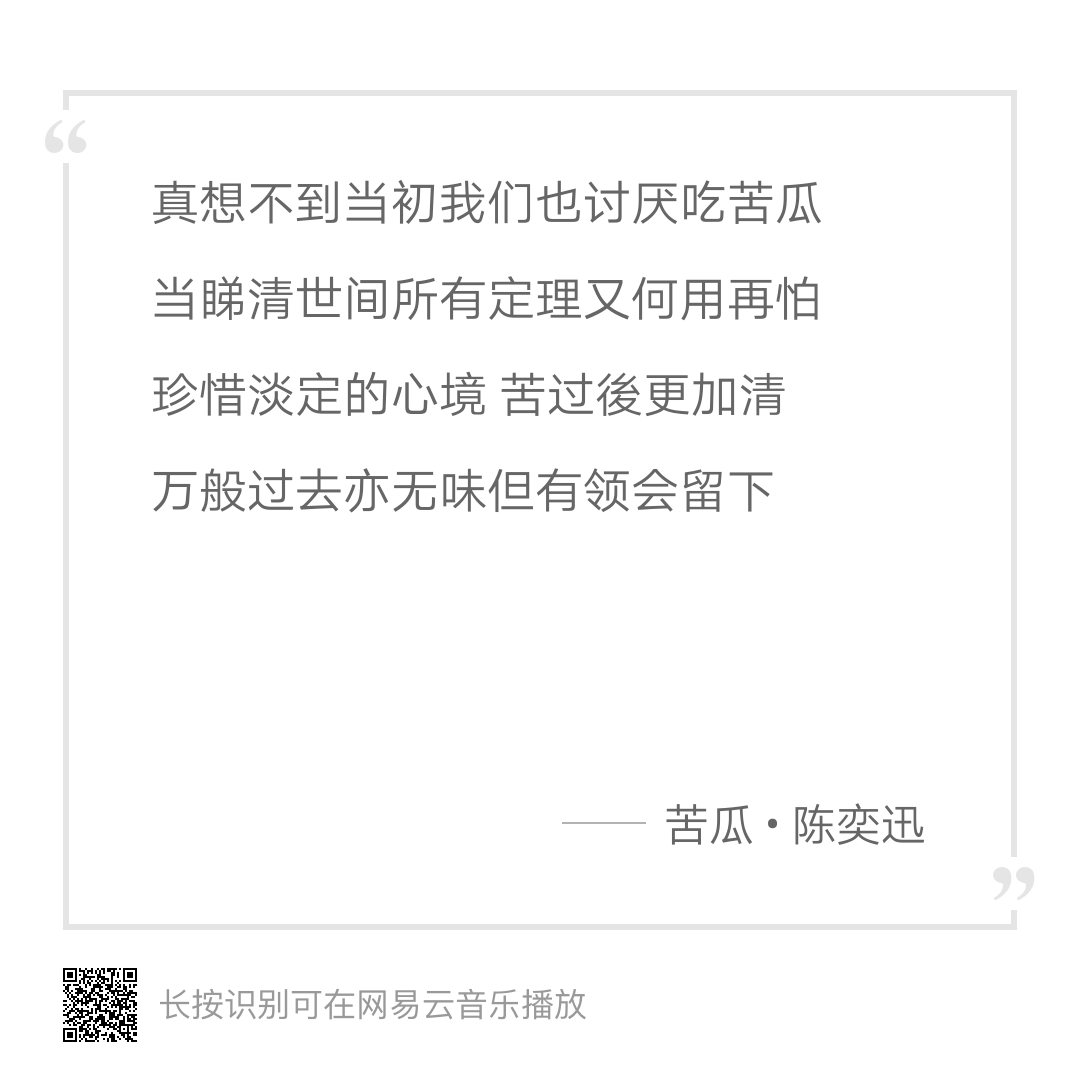 “
真想不到当初我们也讨厌吃苦瓜
当睇清世间所有定理又何用再怕
珍惜淡定的心境 苦过後更加清
万般过去亦无味但有领会留下
—— 苦瓜·陈奕迅
”
长按识别可在网易云音乐播放